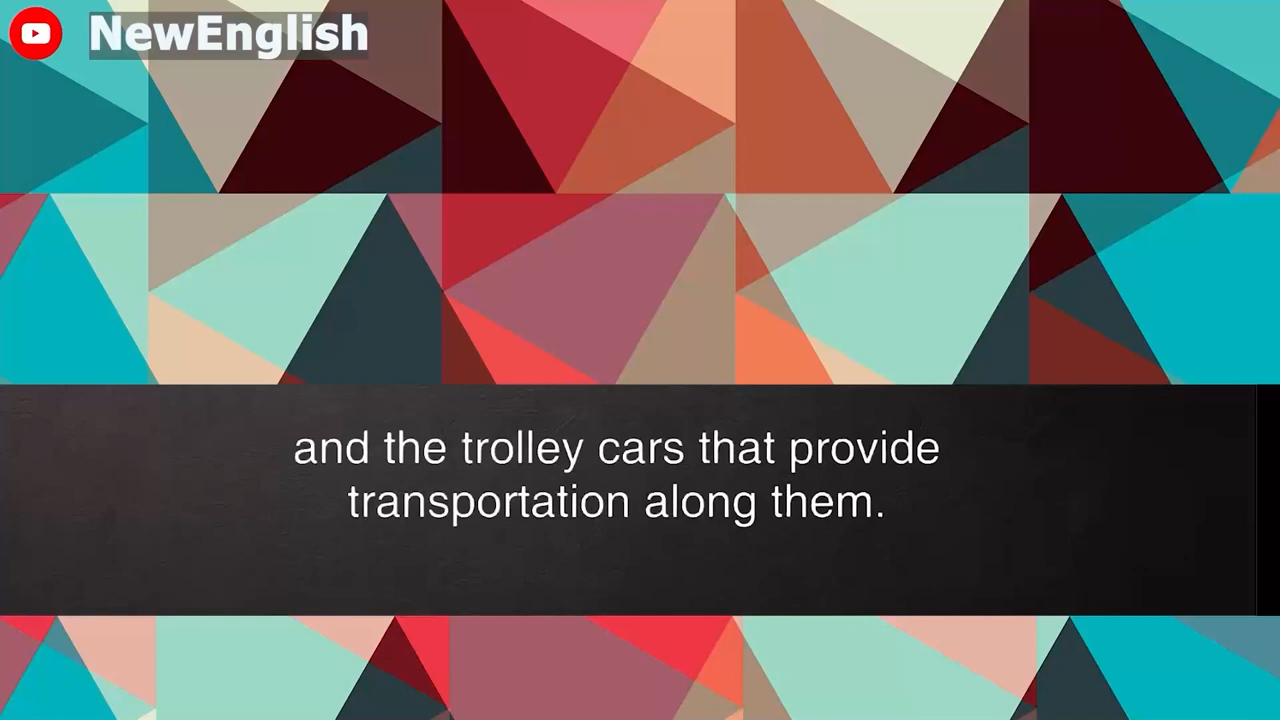 NewEnglish
and the trolley cars that provide
transportation along them.